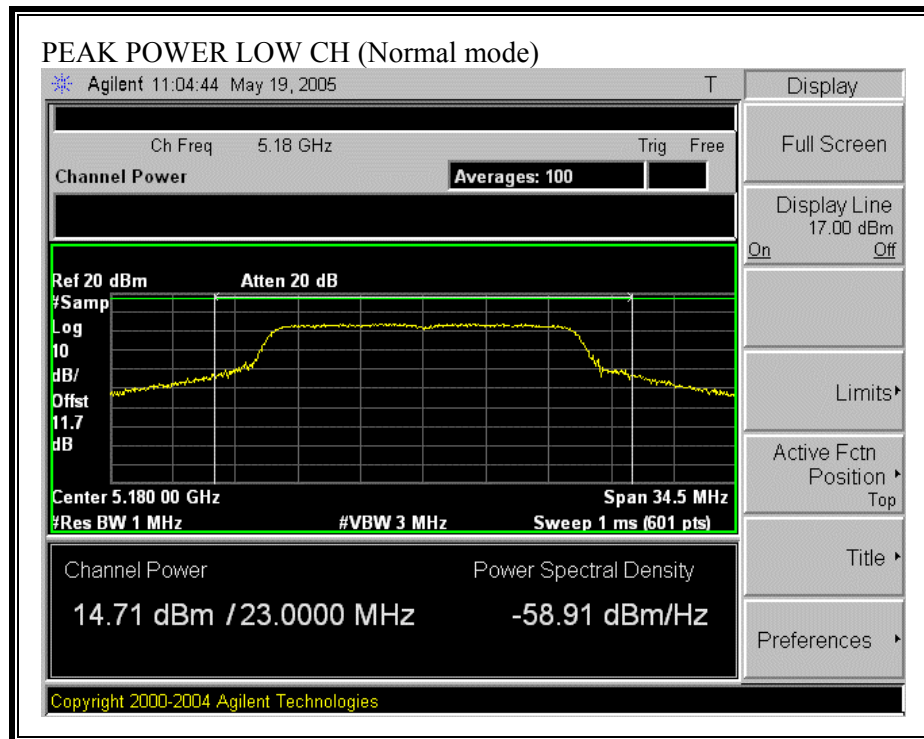 PEAK POWER LOW CH (Normal mode)
Agilent 11:04:44 May 19, 2005 T
Display
Ch Freq 5.18 GHz Trig Free
Channel Power Averages: 100
Full Screen
Display Line
17.00 dBm
On Off
Ref 20 dBm Atten 20 dB
#Samp
Log
10
dB/
Offst
11.7
dB
Center 5.180 00 GHz Span 34.5 MHz
#Res BW 1 MHz #VBW 3 MHz Sweep 1 ms (601 pts)
Limits
Active Fctn
Position
Top
Title
Preferences
Channel Power Power Spectral Density
14.71 dBm / 23.0000 MHz -58.91 dBm/Hz
Copyright 2000-2004 Agilent Technologies